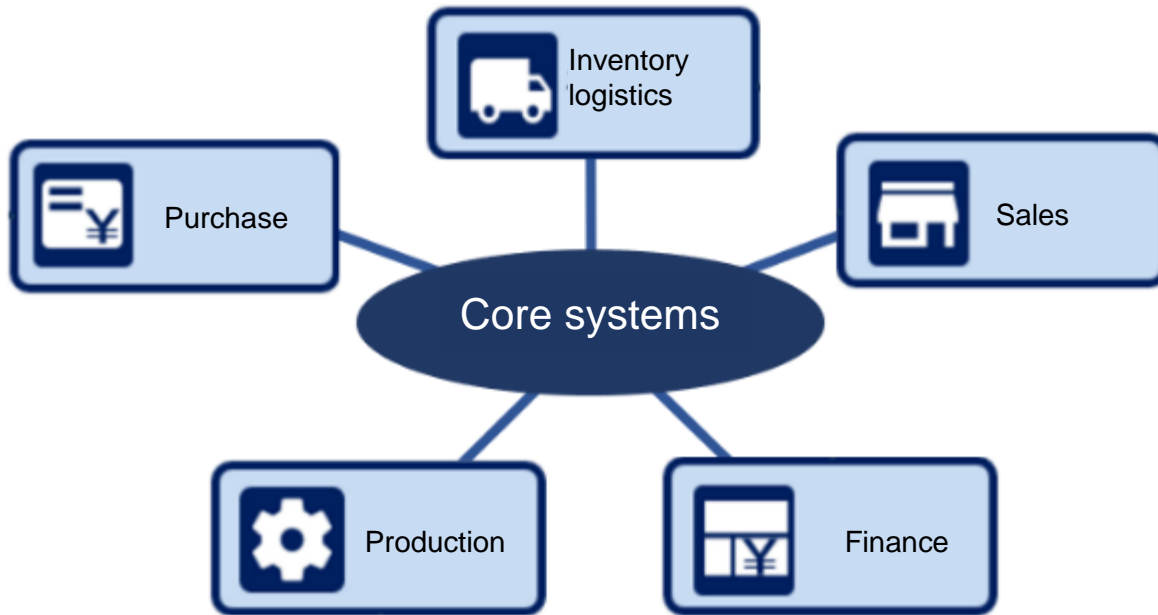 Inventory
logistics
Purchase
Sales
Core systems
Production
Finance
¥
¥